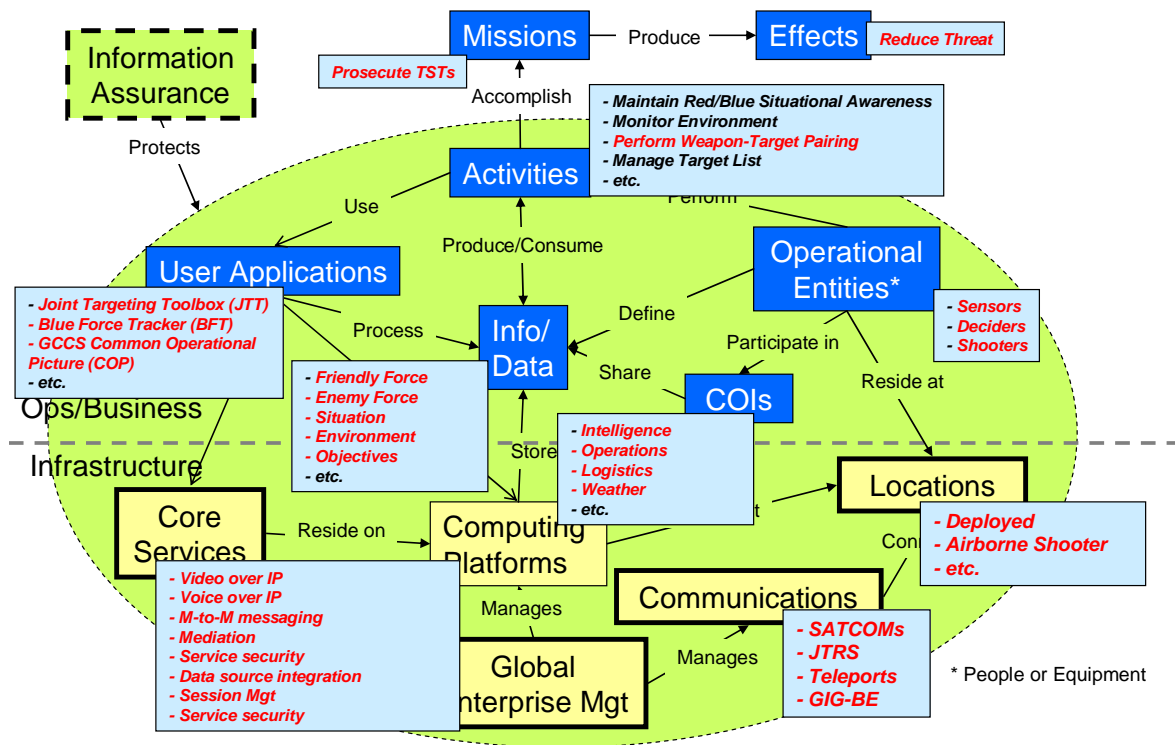 Missions
Produce
Effects
Reduce Threat
Prosecute TSTs
Information
Assurance
Accomplish
- Maintain Red/Blue Situational Awareness
- Monitor Environment
- Perform Weapon-Target Pairing
- Manage Target List
- etc.
Protects
Activities
Perform
Use
Produce/Consume
User Applications
Operational
Entities*
- Joint Targeting Toolbox (JTT)
- Blue Force Tracker (BFT)
- GCCS Common Operational
Picture (COP)
- etc.
Process
Info/
Data
Define
- Sensors
- Deciders
- Shooters
Participate in
Share
Reside at
COIs
- Friendly Force
- Enemy Force
- Situation
- Environment
- Objectives
- etc.
Ops/Business
Infrastructure
Store
- Intelligence
- Operations
- Logistics
- Weather
- etc.
Locations
Core
Services
Reside on
Computing
Platforms
- Deployed
- Airborne Shooter
- etc.
- Video over IP
- Voice over IP
- M-to-M messaging
- Mediation
- Service security
- Data source integration
- Session Mgt
- Service security
Manages
Communications
- SATCOMs
- JTRS
- Teleports
- GIG-BE
Global
nterprise Mgt
Manages
* People or Equipment